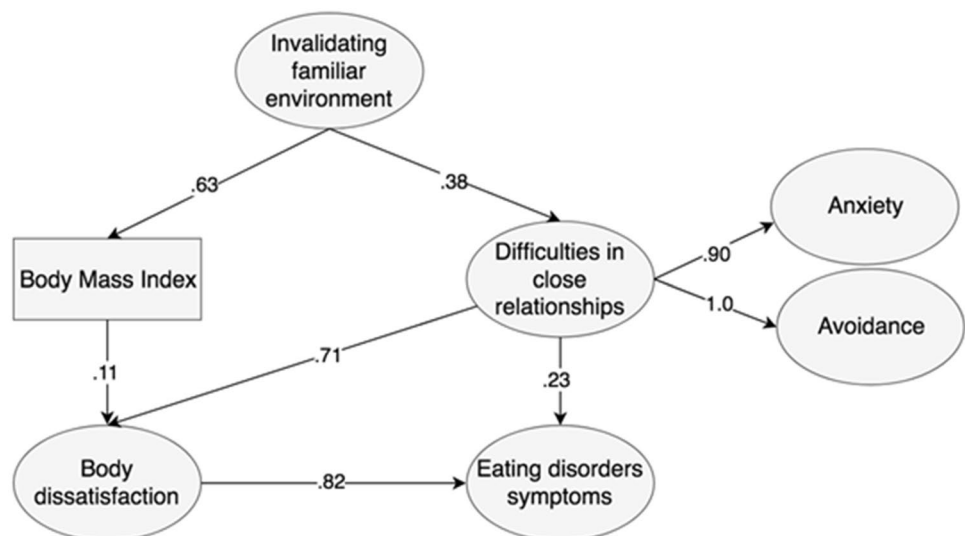 Invalidating
familiar
environment
.63
.38
Anxiety
Body Mass Index
Difficulties in
close
relationships
.90
1.0
Avoidance
.11
.71
.23
Body
dissatisfaction
.82
Eating disorders
symptoms